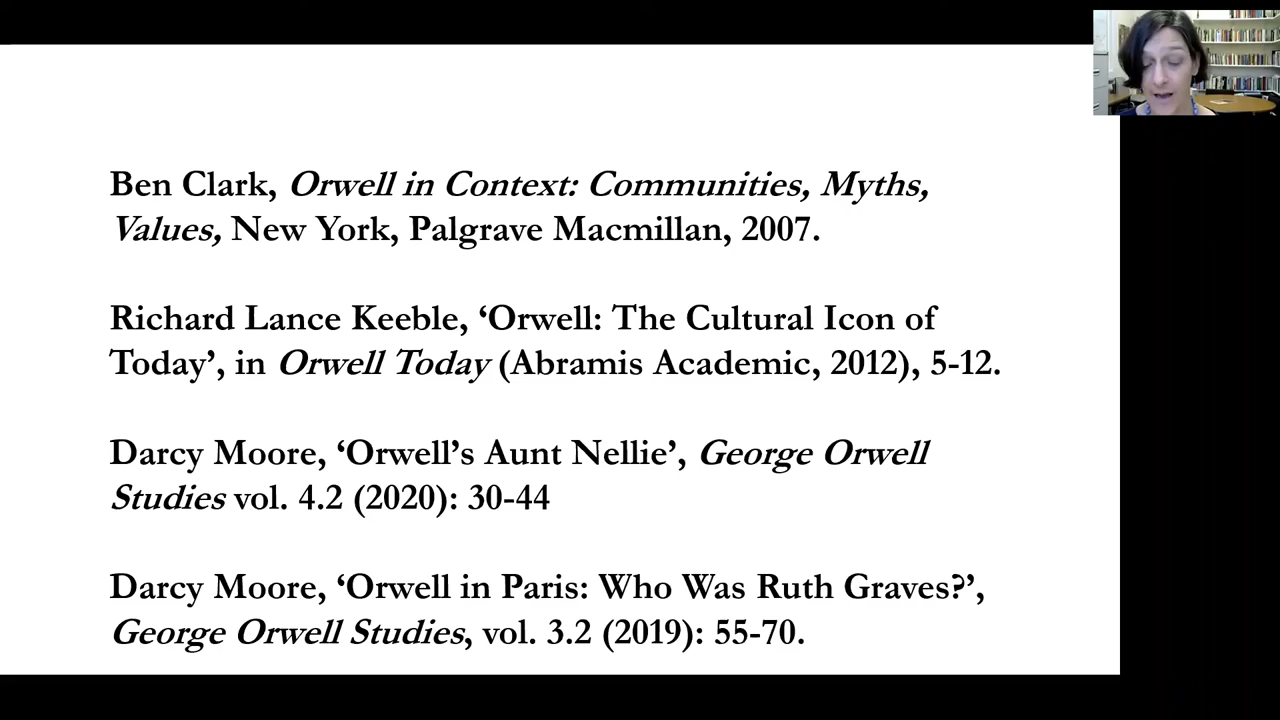 Ben Clark, Orwell in Context: Communities, Myths,
Values, New York, Palgrave Macmillan, 2007.
Richard Lance Keeble, ‘Orwell: The Cultural Icon of
Today’, in Orwell Today (Abramis Academic, 2012), 5-12.
Darcy Moore, ‘Orwell’s Aunt Nellie’, George Orwell
Studies vol. 4.2 (2020): 30-44
Darcy Moore, ‘Orwell in Paris: Who Was Ruth Graves?’,
George Orwell Studies, vol. 3.2 (2019): 55-70.